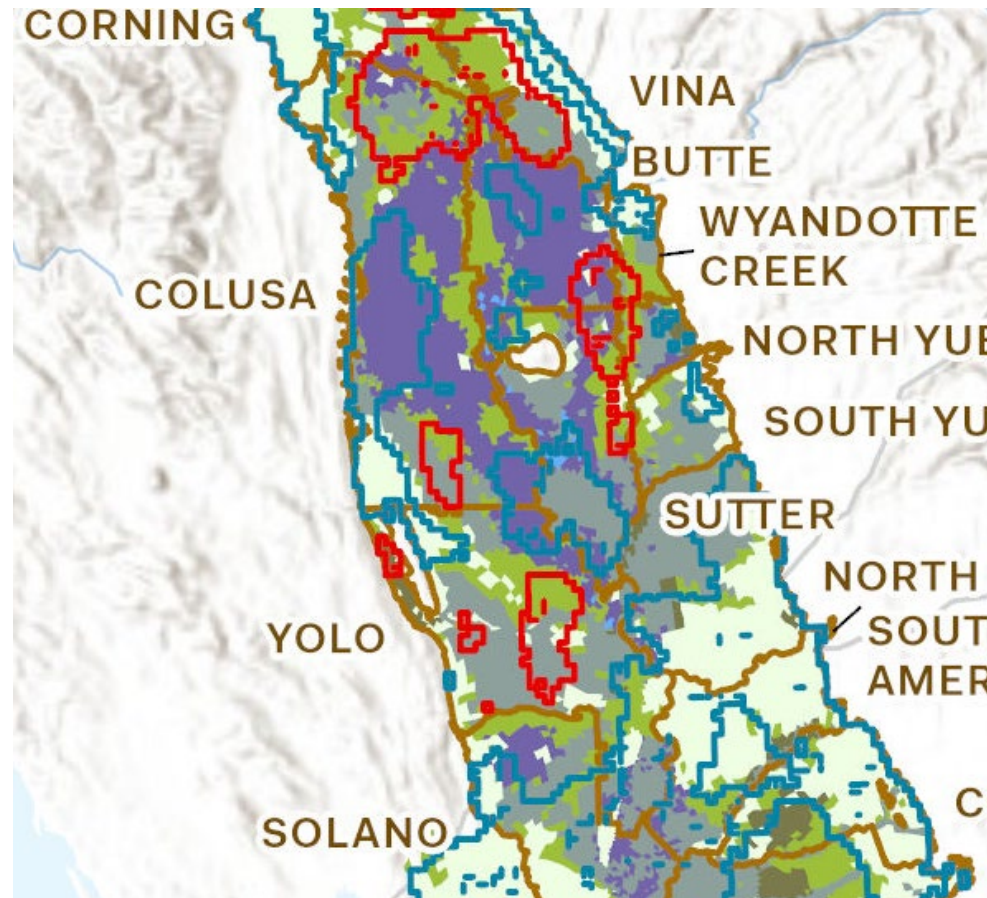 CORNING
VINA
BUTTE
WYANDOTTE
CREEK
COLUSA
NORTH YUB
SOUTH YU
SUTTER
NORTH
YOLO
SOUT
AMER
C
SOLANO